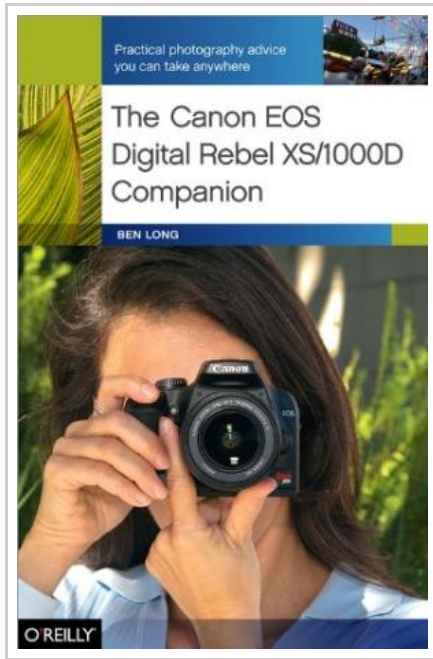 Practical photography advice
you can take anywhere
The Canon EOS
Digital Rebel XS/1000D
Companion
BEN LONG
Canon
EOS
O'REILLY